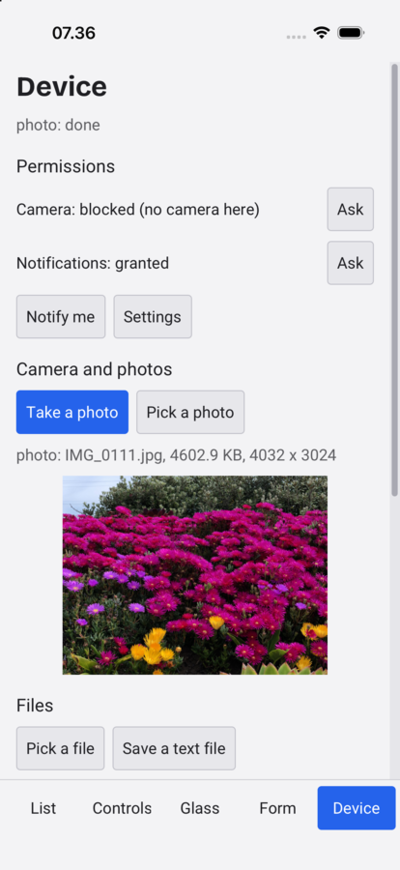 07.36
Device
photo: done
Permissions
Camera: blocked (no camera here)
Ask
Notifications: granted
Ask
Notify me
Settings
Camera and photos
Take a photo
Pick a photo
photo: IMG_0111.jpg, 4602.9 KB, 4032 x 3024
Files
Pick a file
Save a text file
List
Controls
Glass
Form
Device